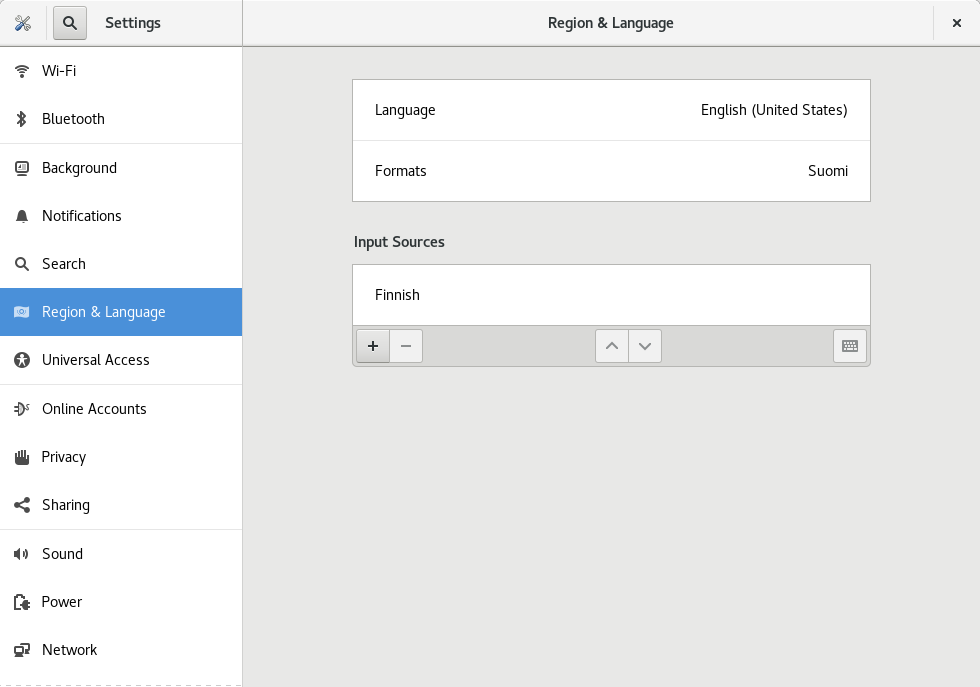 Settings
Region & Language
Wi-Fi
Bluetooth
Background
Notifications
Search
Region & Language
Universal Access
Online Accounts
Privacy
Sharing
Sound
Power
Network
Language English (United States)
Formats Suomi
Input Sources
Finnish